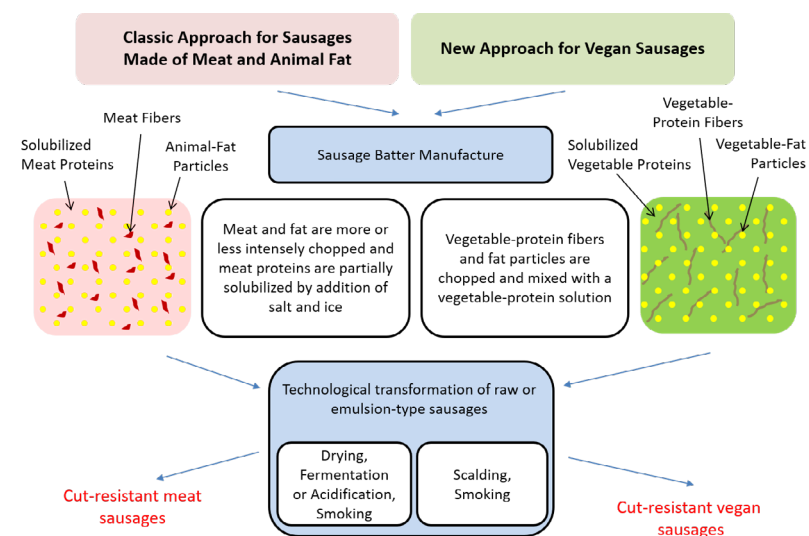 Classic Approach for Sausages
Made of Meat and Animal Fat
New Approach for Vegan Sausages
Meat Fibers
Solubilized
Meat Proteins
Animal-Fat
Particles
Sausage Batter Manufacture
Vegetable-
Protein Fibers
Solubilized
Vegetable Proteins
Vegetable-Fat
Particles
Meat and fat are more or
less intensely chopped and
meat proteins are partially
solubilized by addition of
salt and ice
Vegetable-protein fibers
and fat particles are
chopped and mixed with a
vegetable-protein solution
Technological transformation of raw or
emulsion-type sausages
Drying,
Fermentation
or Acidification,
Smoking
Scalding,
Smoking
Cut-resistant meat
sausages
Cut-resistant vegan
sausages